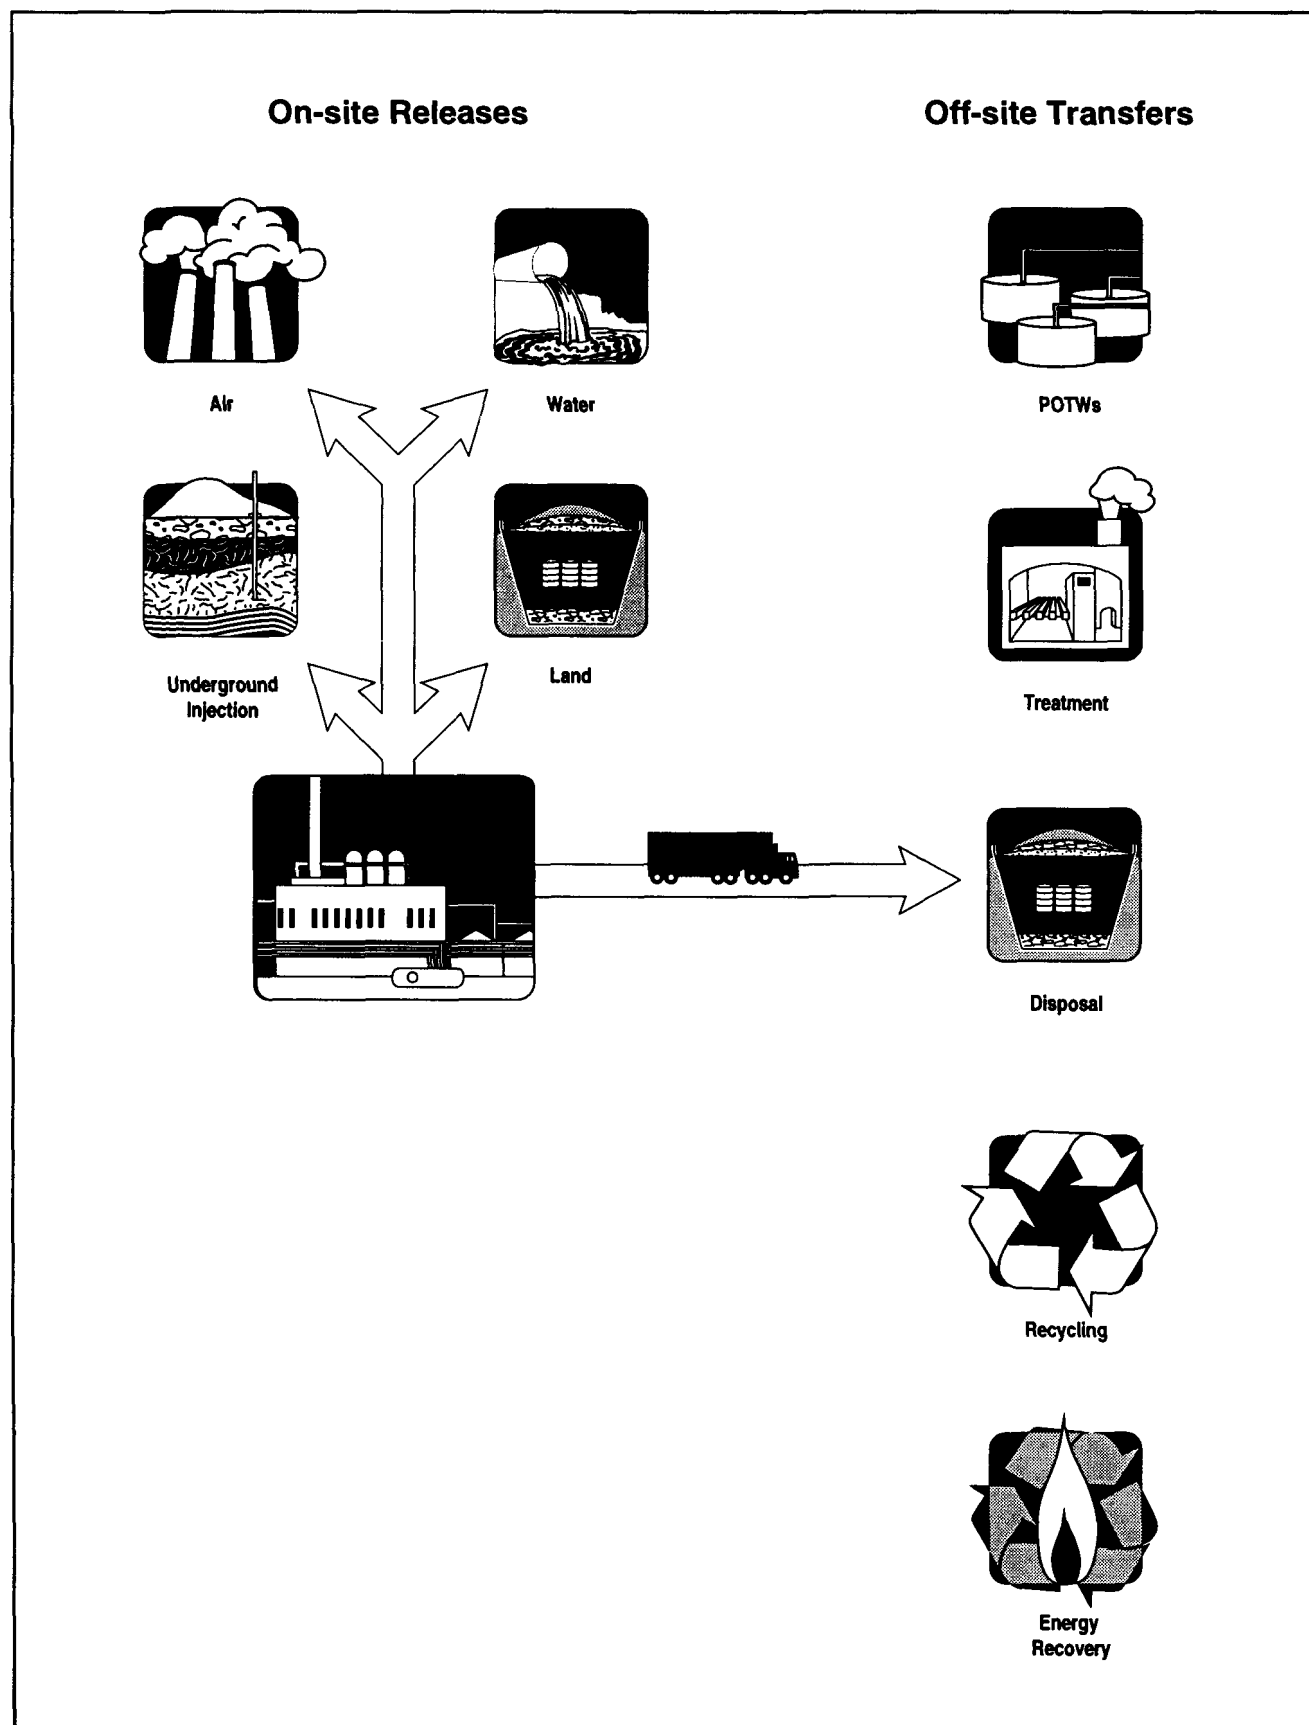 On-site Releases
Off-site Transfers
Air
Water
POTWs
Underground
Injection
Land
Treatment
Disposal
Recycling
Energy
Recovery